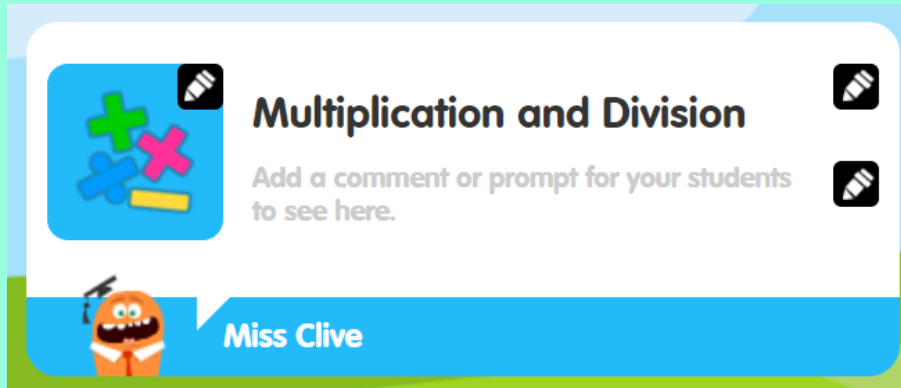 Multiplication and Division
Add a comment or prompt for your students
to see here.
Miss Clive